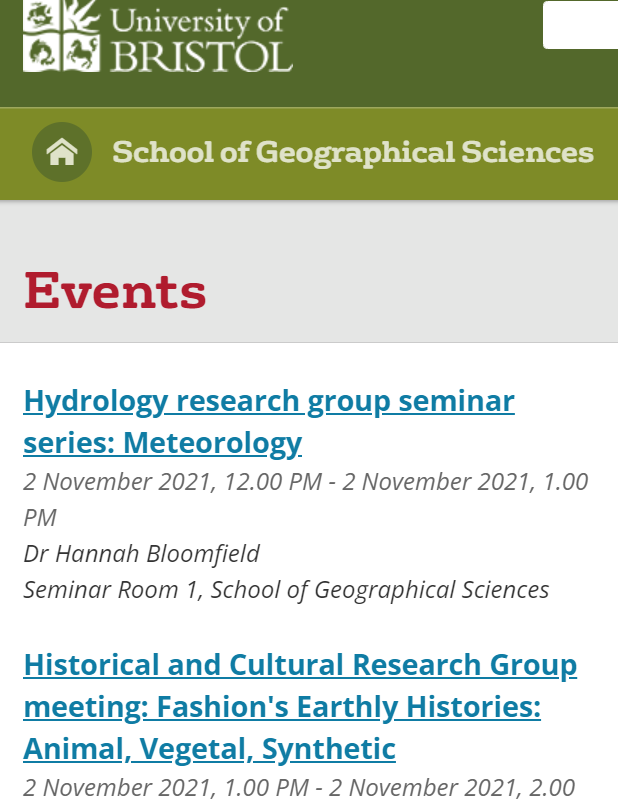 University of
BRISTOL
School of Geographical Sciences
Events
Hydrology research group seminar
series: Meteorology
2 November 2021, 12.00 PM - 2 November 2021, 1.00
PM
Dr Hannah Bloomfield
Seminar Room 1, School of Geographical Sciences
Historical and Cultural Research Group
meeting: Fashion's Earthly Histories:
Animal, Vegetal, Synthetic
2 November 2021, 1.00 PM - 2 November 2021, 2.00